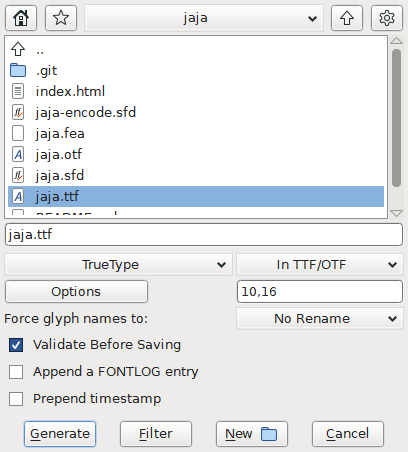 jaja
..
.git
index.html
jaja-encode.sfd
jaja.fea
jaja.otf
jaja.sfd
jaja.ttf
jaja.ttf
TrueType In TTF/OTF
Options 10,16
Force glyph names to: No Rename
Validate Before Saving
Append a FONTLOG entry
Prepend timestamp
Generate Filter New Cancel